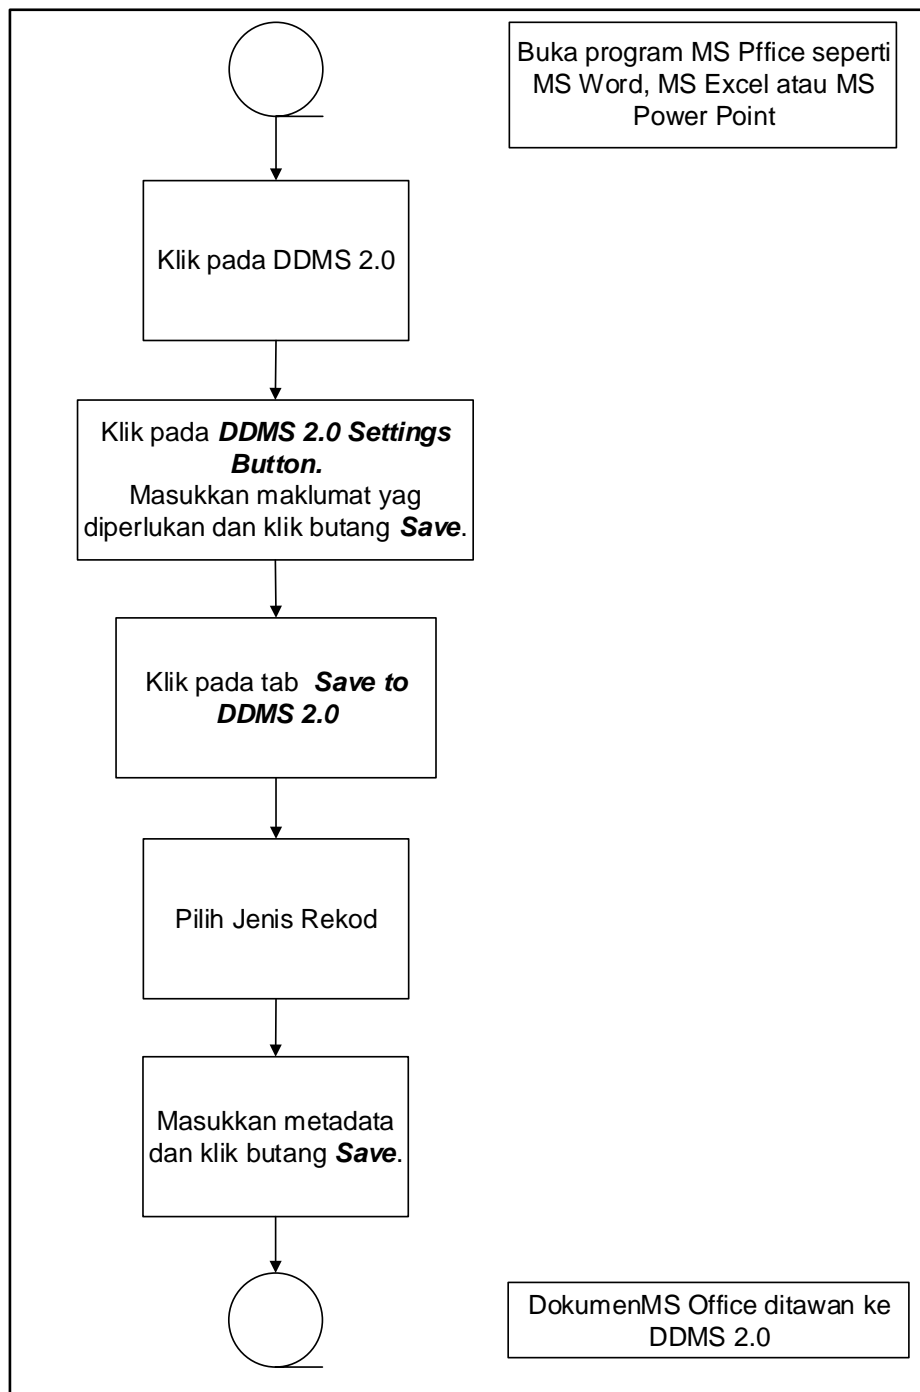 Buka program MS Pffice seperti
MS Word, MS Excel atau MS
Power Point
Klik pada DDMS 2.0
Klik pada DDMS 2.0 Settings
Button.
Masukkan maklumat yag
diperlukan dan klik butang Save.
Klik pada tab Save to
DDMS 2.0
Pilih Jenis Rekod
Masukkan metadata
dan klik butang Save.
DokumenMS Office ditawan ke
DDMS 2.0